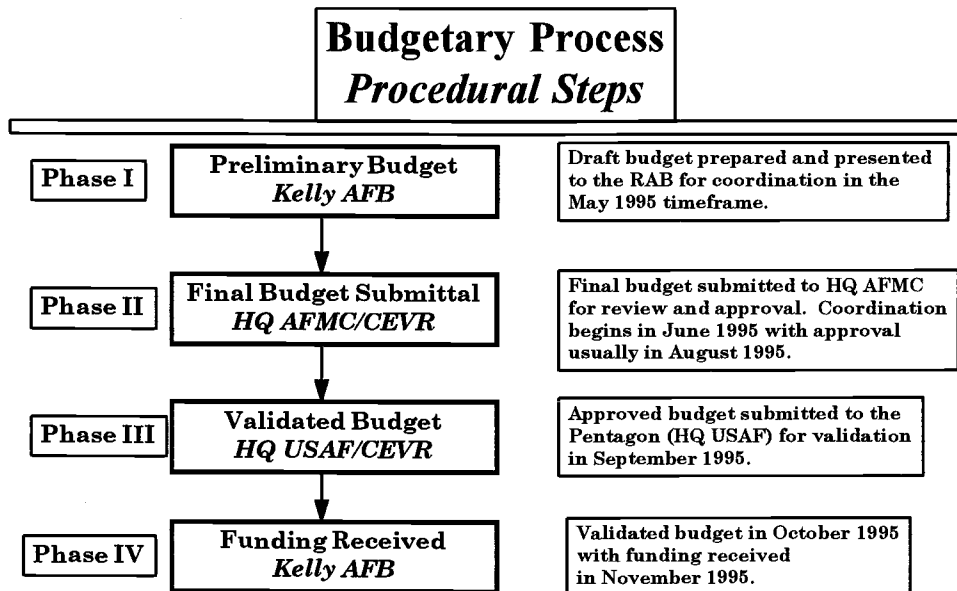 Budgetary Process
Procedural Steps
Phase I
Preliminary Budget
Kelly AFB
Draft budget prepared and presented
to the RAB for coordination in the
May 1995 timeframe.
Phase II
Final Budget Submittal
HQ AFMC/CEVR
Final budget submitted to HQ AFMC
for review and approval. Coordination
begins in June 1995 with approval
usually in August 1995.
Phase III
Validated Budget
HQ USAF/CEVR
Approved budget submitted to the
Pentagon (HQ USAF) for validation
in September 1995.
Phase IV
Funding Received
Kelly AFB
Validated budget in October 1995
with funding received
in November 1995.